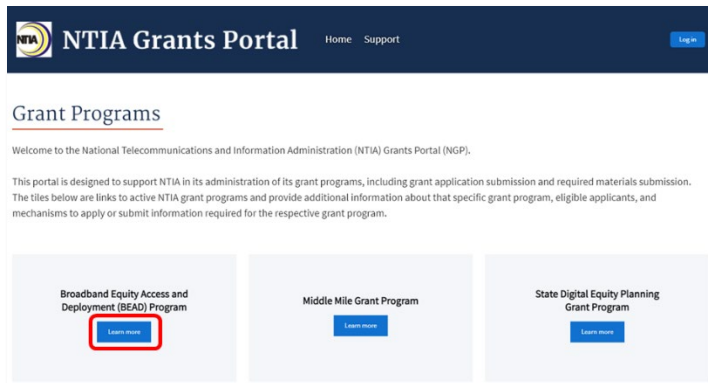 NTIA
NTIA Grants Portal
Home Support
Log in
Grant Programs
Welcome to the National Telecommunications and Information Administration (NTIA) Grants Portal (NGP).
This portal is designed to support NTIA in its administration of its grant programs, including grant application submission and required materials submission.
The tiles below are links to active NTIA grant programs and provide additional information about that specific grant program, eligible applicants, and
mechanisms to apply or submit information required for the respective grant program.
Broadband Equity Access and
Deployment (BEAD) Program
Learn more
Middle Mile Grant Program
Learn more
State Digital Equity Planning
Grant Program
Learn more